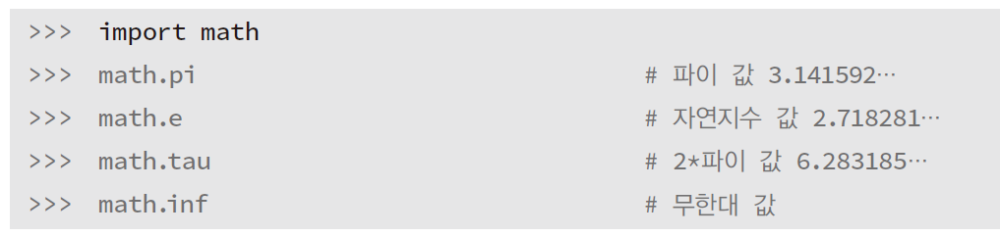 >>> import math
>>> math.pi # 파이 값 3.141592…
>>> math.e # 자연지수 값 2.718281…
>>> math.tau # 2*파이 값 6.283185…
>>> math.inf # 무한대 값